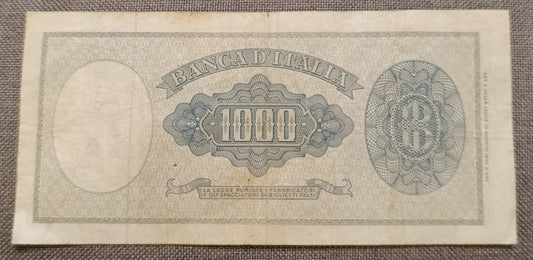 BANCA D'ITALIA
1000
LA LEGGE PUNISCE I FABBRICATORI
E GLI SPACCIATORI DI BIGLIETTI FALSI